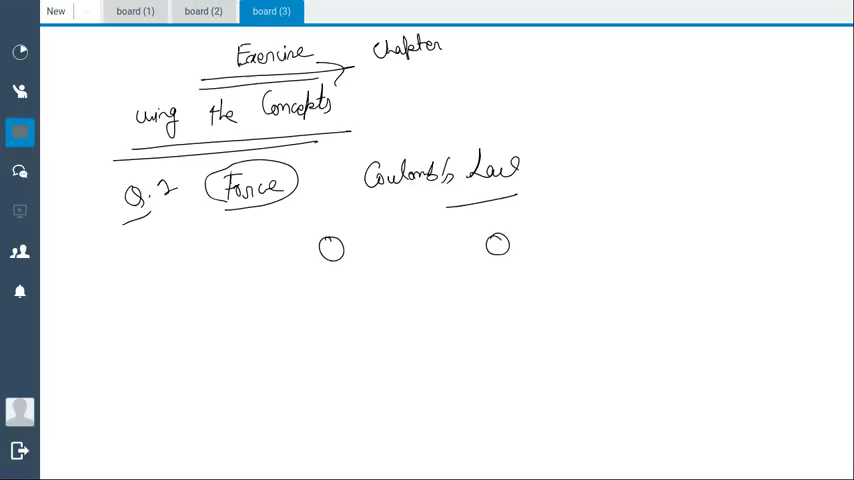 New board (1) board (2) board (3)
Exercise Chapter
using the Concepts
Q.2 Force Coulomb's Law